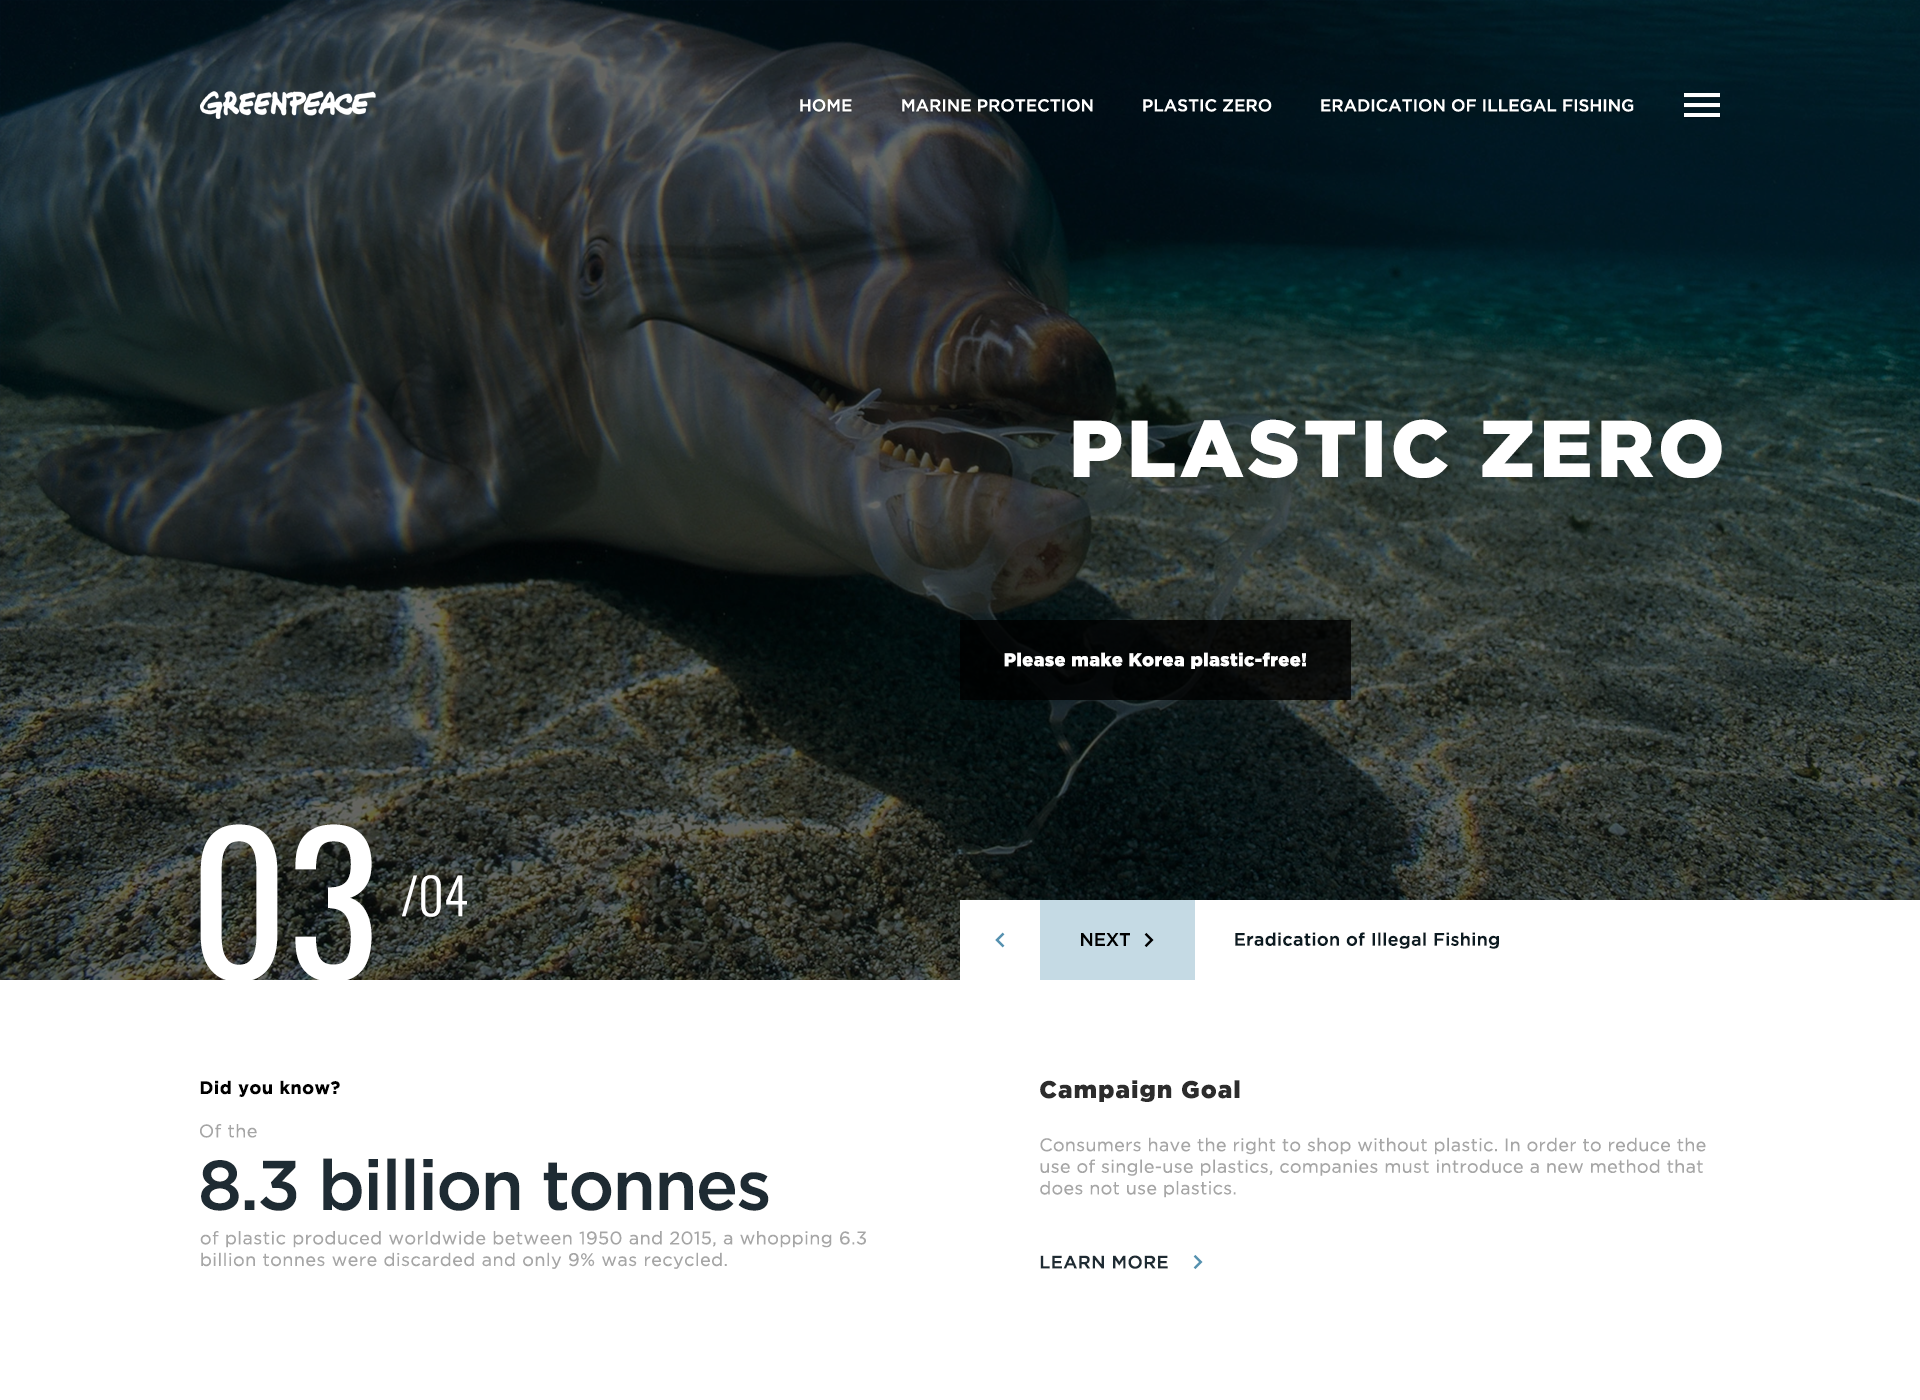 GREENPEACE
HOME
MARINE PROTECTION
PLASTIC ZERO
ERADICATION OF ILLEGAL FISHING
PLASTIC ZERO
Please make Korea plastic-free!
03 /04
NEXT
Eradication of Illegal Fishing
Did you know?
Of the
8.3 billion tonnes
of plastic produced worldwide between 1950 and 2015, a whopping 6.3
billion tonnes were discarded and only 9% was recycled.
Campaign Goal
Consumers have the right to shop without plastic. In order to reduce the
use of single-use plastics, companies must introduce a new method that
does not use plastics.
LEARN MORE